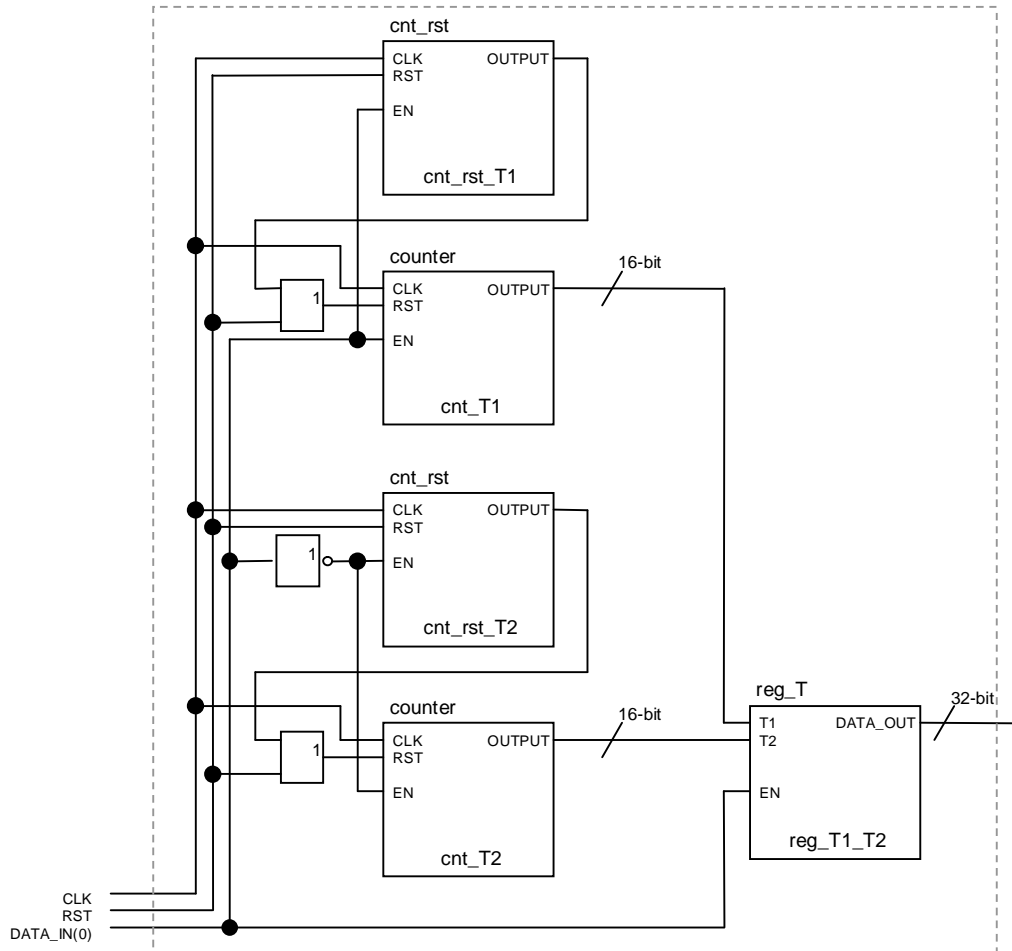 cnt_rst
CLK OUTPUT
RST
EN
cnt_rst_T1
counter
16-bit
CLK OUTPUT
1
RST
EN
cnt_T1
cnt_rst
CLK OUTPUT
RST
1
EN
cnt_rst_T2
counter
16-bit
CLK OUTPUT
1
RST
EN
cnt_T2
reg_T
32-bit
T1 DATA_OUT
T2
EN
reg_T1_T2
CLK
RST
DATA_IN(0)